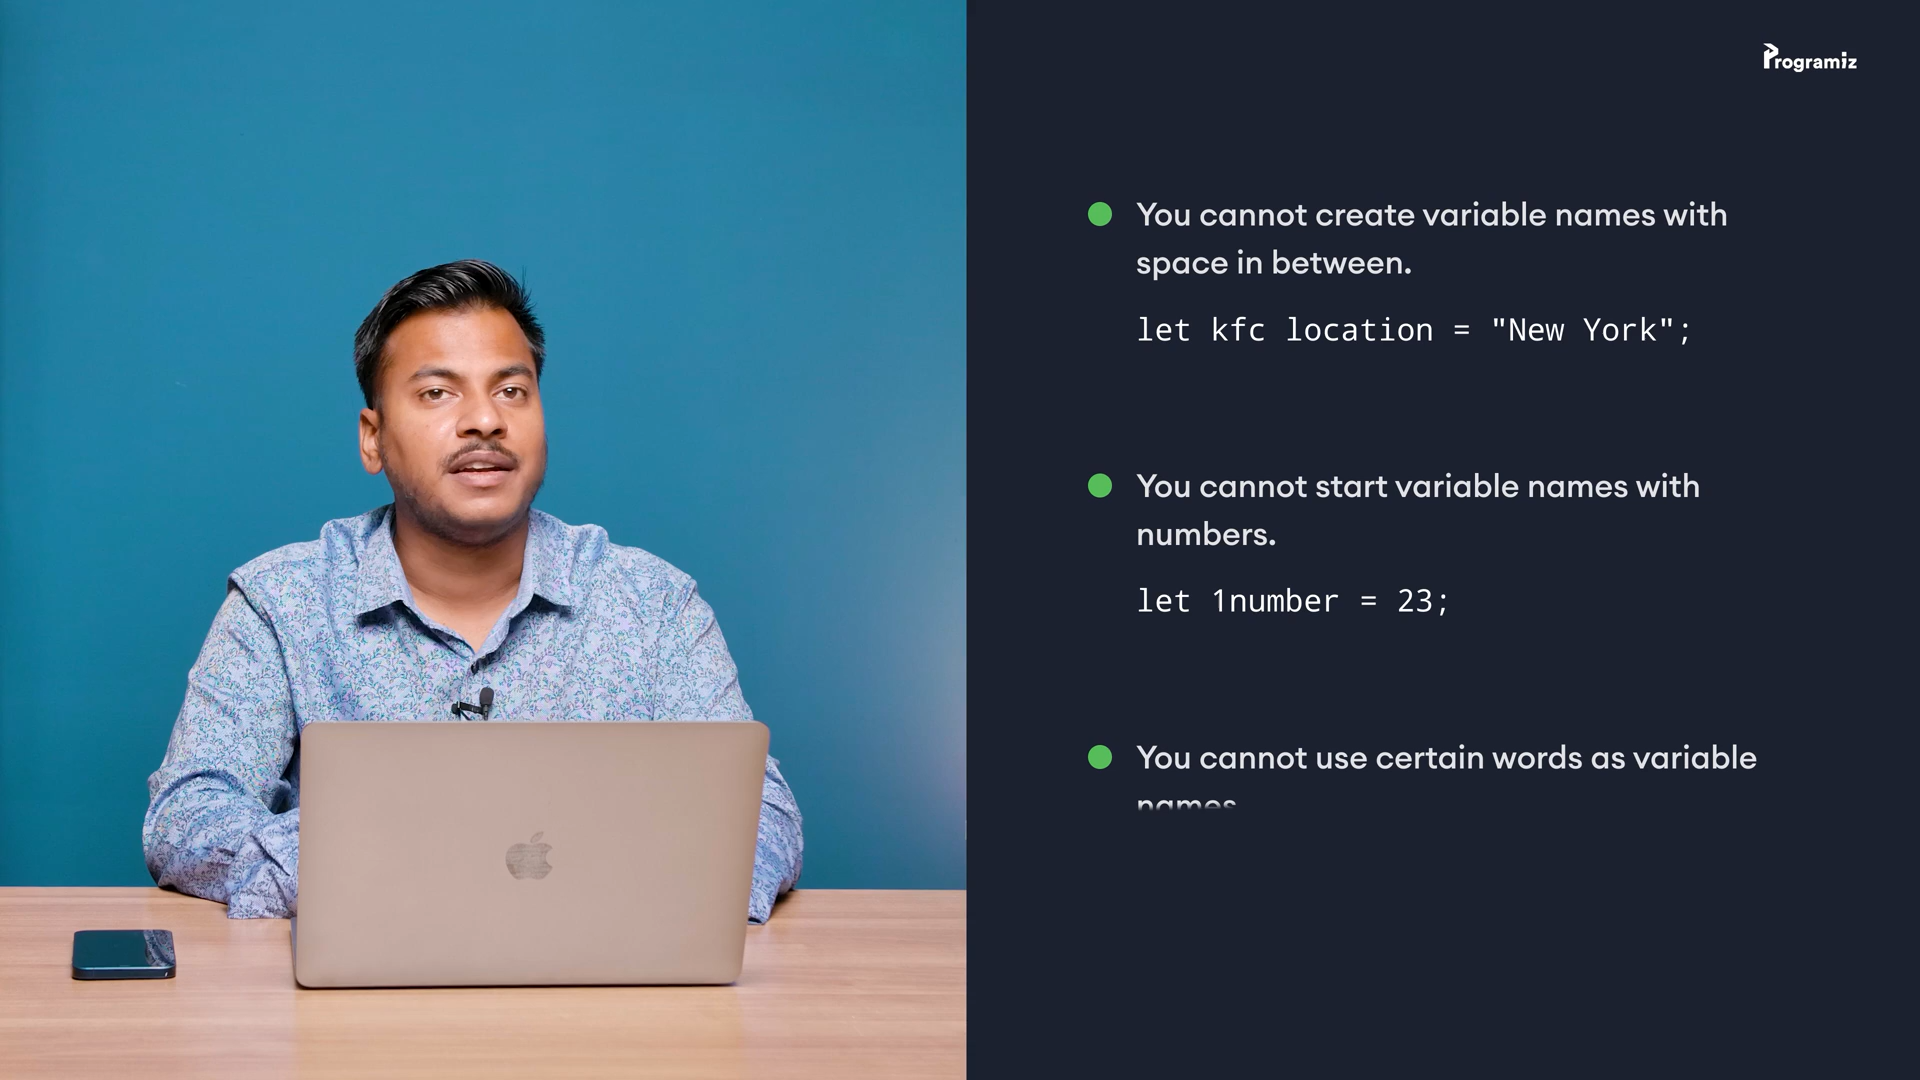 Programiz
You cannot create variable names with
space in between.
let kfc location = "New York";
You cannot start variable names with
numbers.
let 1number = 23;
You cannot use certain words as variable
names